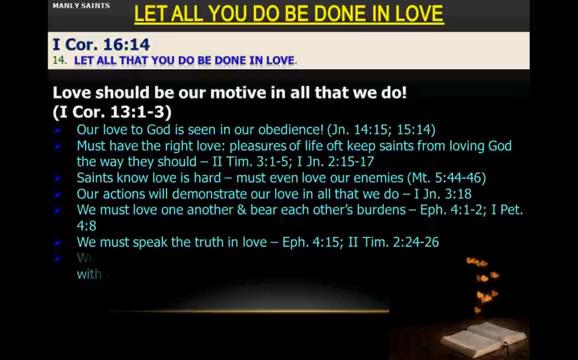 MANLY SAINTS
LET ALL YOU DO BE DONE IN LOVE
I Cor. 16:14
14. LET ALL THAT YOU DO BE DONE IN LOVE.
Love should be our motive in all that we do!
(I Cor. 13:1-3)
Our love to God is seen in our obedience! (Jn. 14:15; 15:14)
Must have the right love: pleasures of life oft keep saints from loving God
the way they should – II Tim. 3:1-5; I Jn. 2:15-17
Saints know love is hard – must even love our enemies (Mt. 5:44-46)
Our actions will demonstrate our love in all that we do – I Jn. 3:18
We must love one another & bear each other's burdens – Eph. 4:1-2; I Pet.
4:8
We must speak the truth in love – Eph. 4:15; II Tim. 2:24-26
We
with